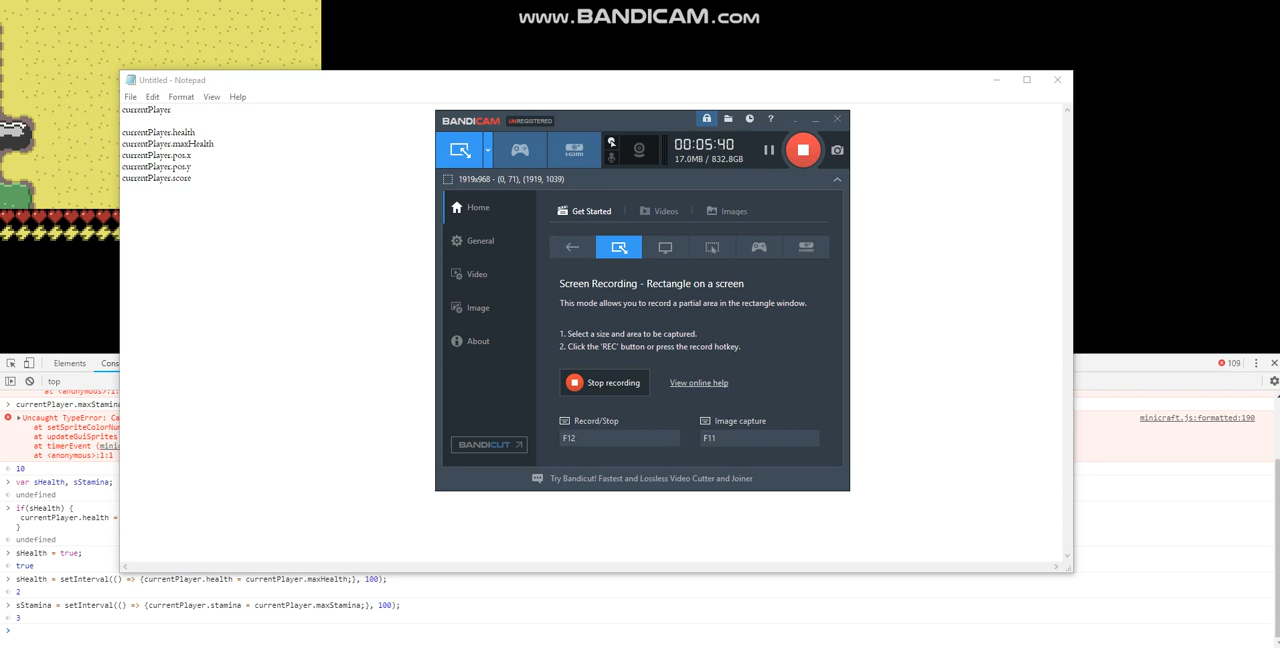 www.BANDICAM.com
Untitled - Notepad
File Edit Format View Help
currentPlayer
currentPlayer.health
currentPlayer.maxHealth
currentPlayer.pos.x
currentPlayer.pos.y
currentPlayer.score
BANDICAM UNREGISTERED
HDMI
00:05:40
17.0MB / 832.8GB
1919x968 - (0, 71), (1919, 1039)
Home
General
Video
Image
About
BANDICUT
Get Started Videos Images
Screen Recording - Rectangle on a screen
This mode allows you to record a partial area in the rectangle window.
1. Select a size and area to be captured.
2. Click the 'REC' button or press the record hotkey.
Stop recording View online help
Record/Stop Image capture
F12 F11
Try Bandicut! Fastest and Lossless Video Cutter and Joiner
Elements Cons 109
top
at <anonymous>:1:
currentPlayer.maxStamina
Uncaught TypeError: Ca minicraft.js:formatted:190
at setSpriteColorNum
at updateGuiSprites
at timerEvent (minic
at <anonymous>:1:1
10
var sHealth, sStamina;
undefined
if(sHealth) {
currentPlayer.health =
}
undefined
sHealth = true;
true
sHealth = setInterval(() => {currentPlayer.health = currentPlayer.maxHealth;}, 100);
2
sStamina = setInterval(() => {currentPlayer.stamina = currentPlayer.maxStamina;}, 100);
3